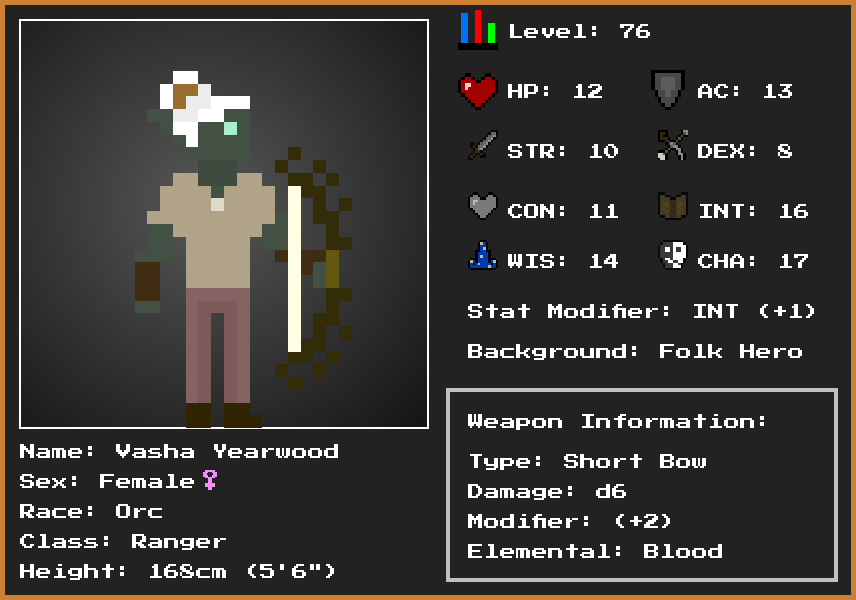 Level: 76
HP: 12 AC: 13
STR: 10 DEX: 8
CON: 11 INT: 16
WIS: 14 CHA: 17
Stat Modifier: INT (+1)
Background: Folk Hero
Weapon Information:
Type: Short Bow
Damage: d6
Modifier: (+2)
Elemental: Blood
Name: Vasha Yearwood
Sex: Female♀
Race: Orc
Class: Ranger
Height: 168cm (5'6")